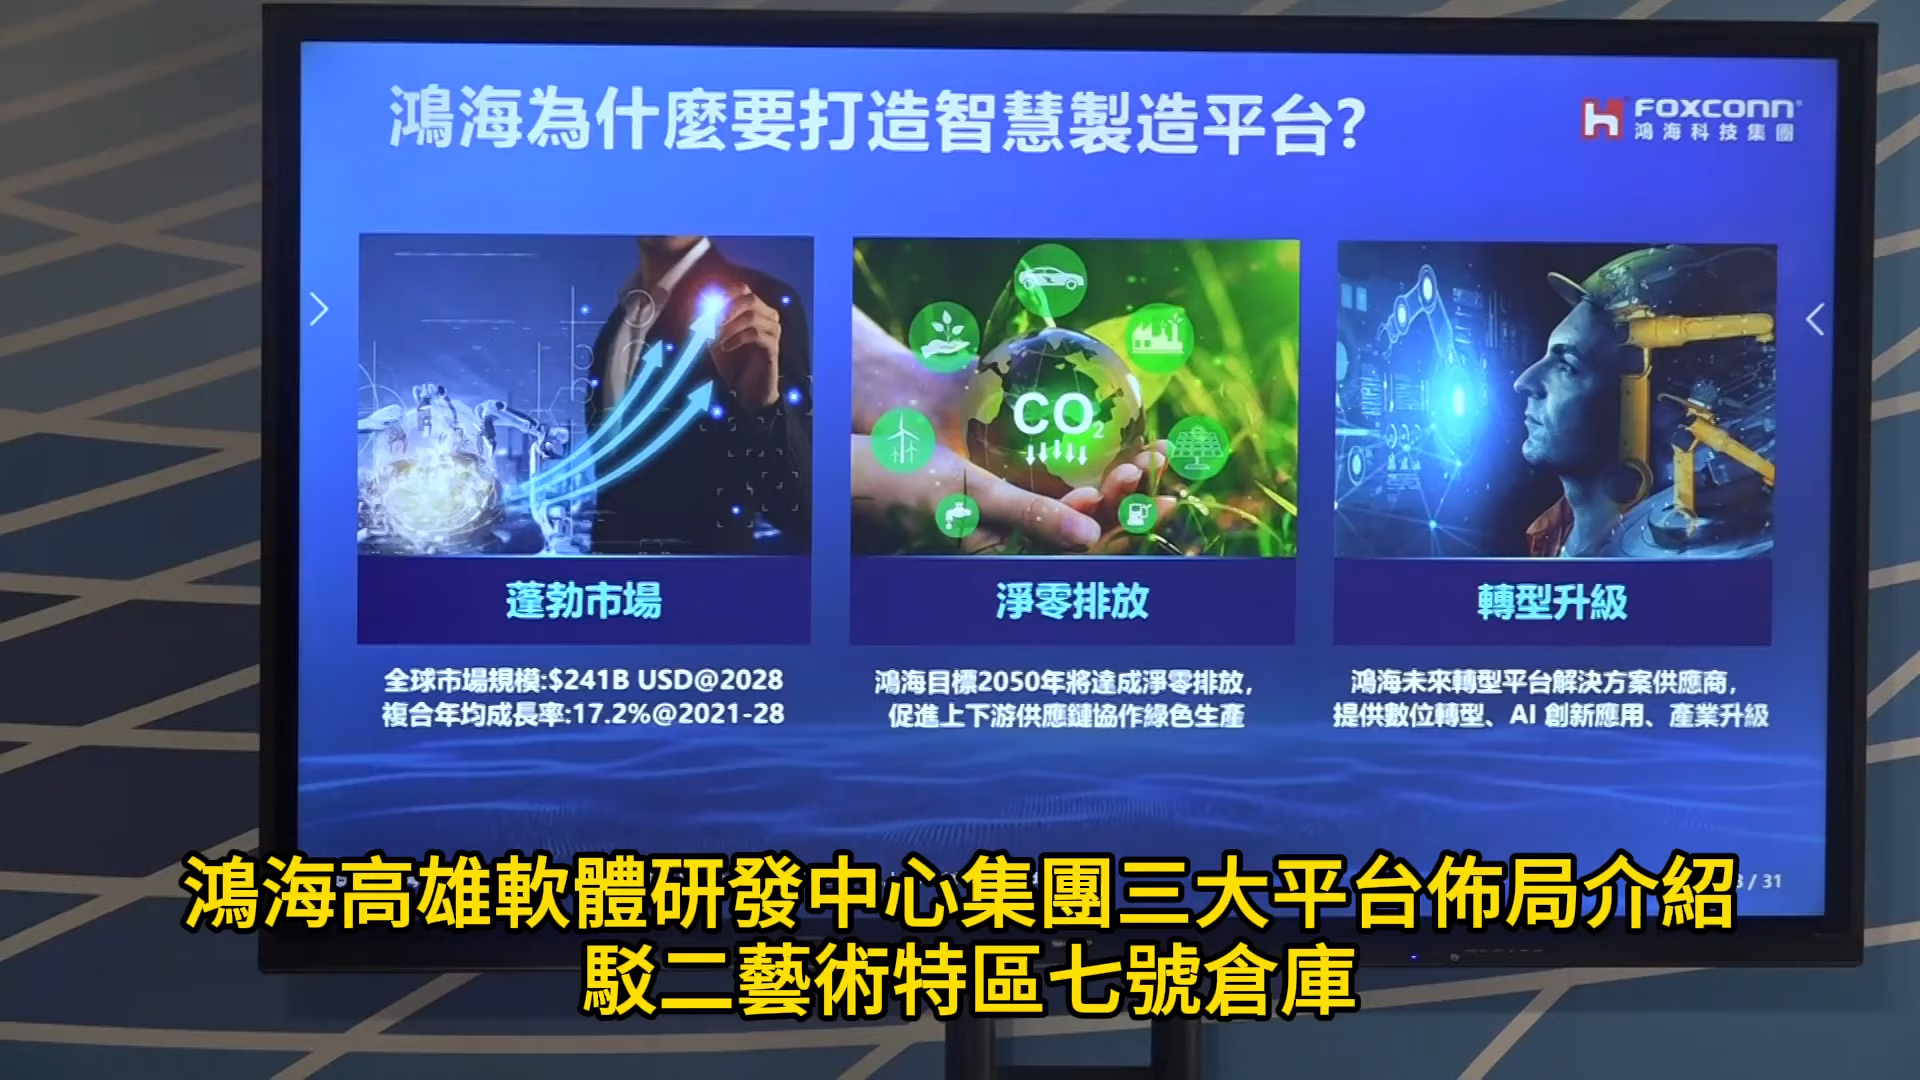 鴻海為什麼要打造智慧製造平台?
FOXCONN
鴻海科技集團
CO2
蓬勃市場
淨零排放
轉型升級
全球市場規模:$241B USD@2028
複合年均成長率:17.2%@2021-28
鴻海目標2050年將達成淨零排放,
促進上下游供應鏈協作綠色生產
鴻海未來轉型平台解決方案供應商,
提供數位轉型、AI 創新應用、產業升級
/ 31
鴻海高雄軟體研發中心集團三大平台佈局介紹
駁二藝術特區七號倉庫